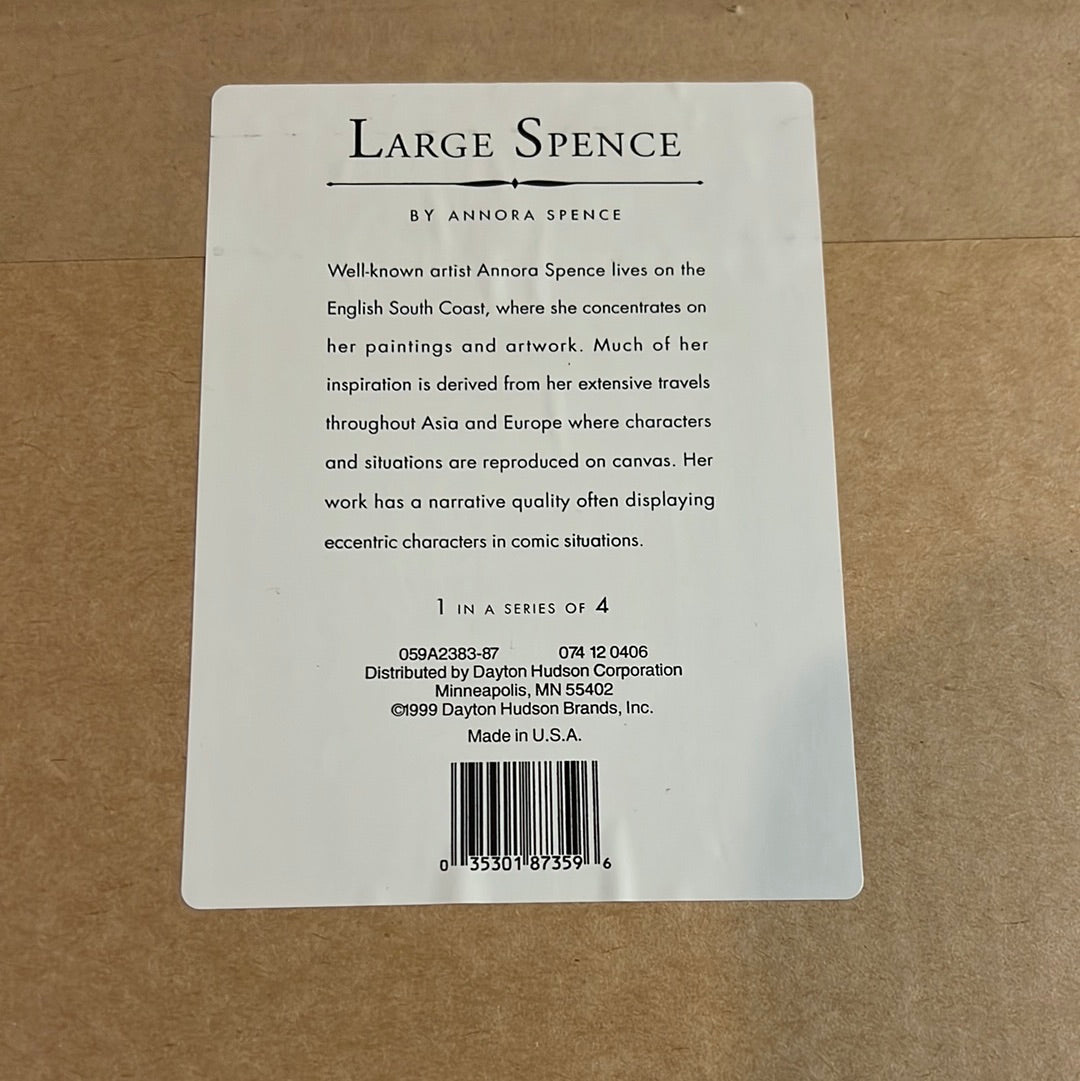 LARGE SPENCE
BY ANNORA SPENCE
Well-known artist Annora Spence lives on the
English South Coast, where she concentrates on
her paintings and artwork. Much of her
inspiration is derived from her extensive travels
throughout Asia and Europe where characters
and situations are reproduced on canvas. Her
work has a narrative quality often displaying
eccentric characters in comic situations.
1 IN A SERIES OF 4
059A2383-87 074 12 0406
Distributed by Dayton Hudson Corporation
Minneapolis, MN 55402
©1999 Dayton Hudson Brands, Inc.
Made in U.S.A.
0 35301 87359 6